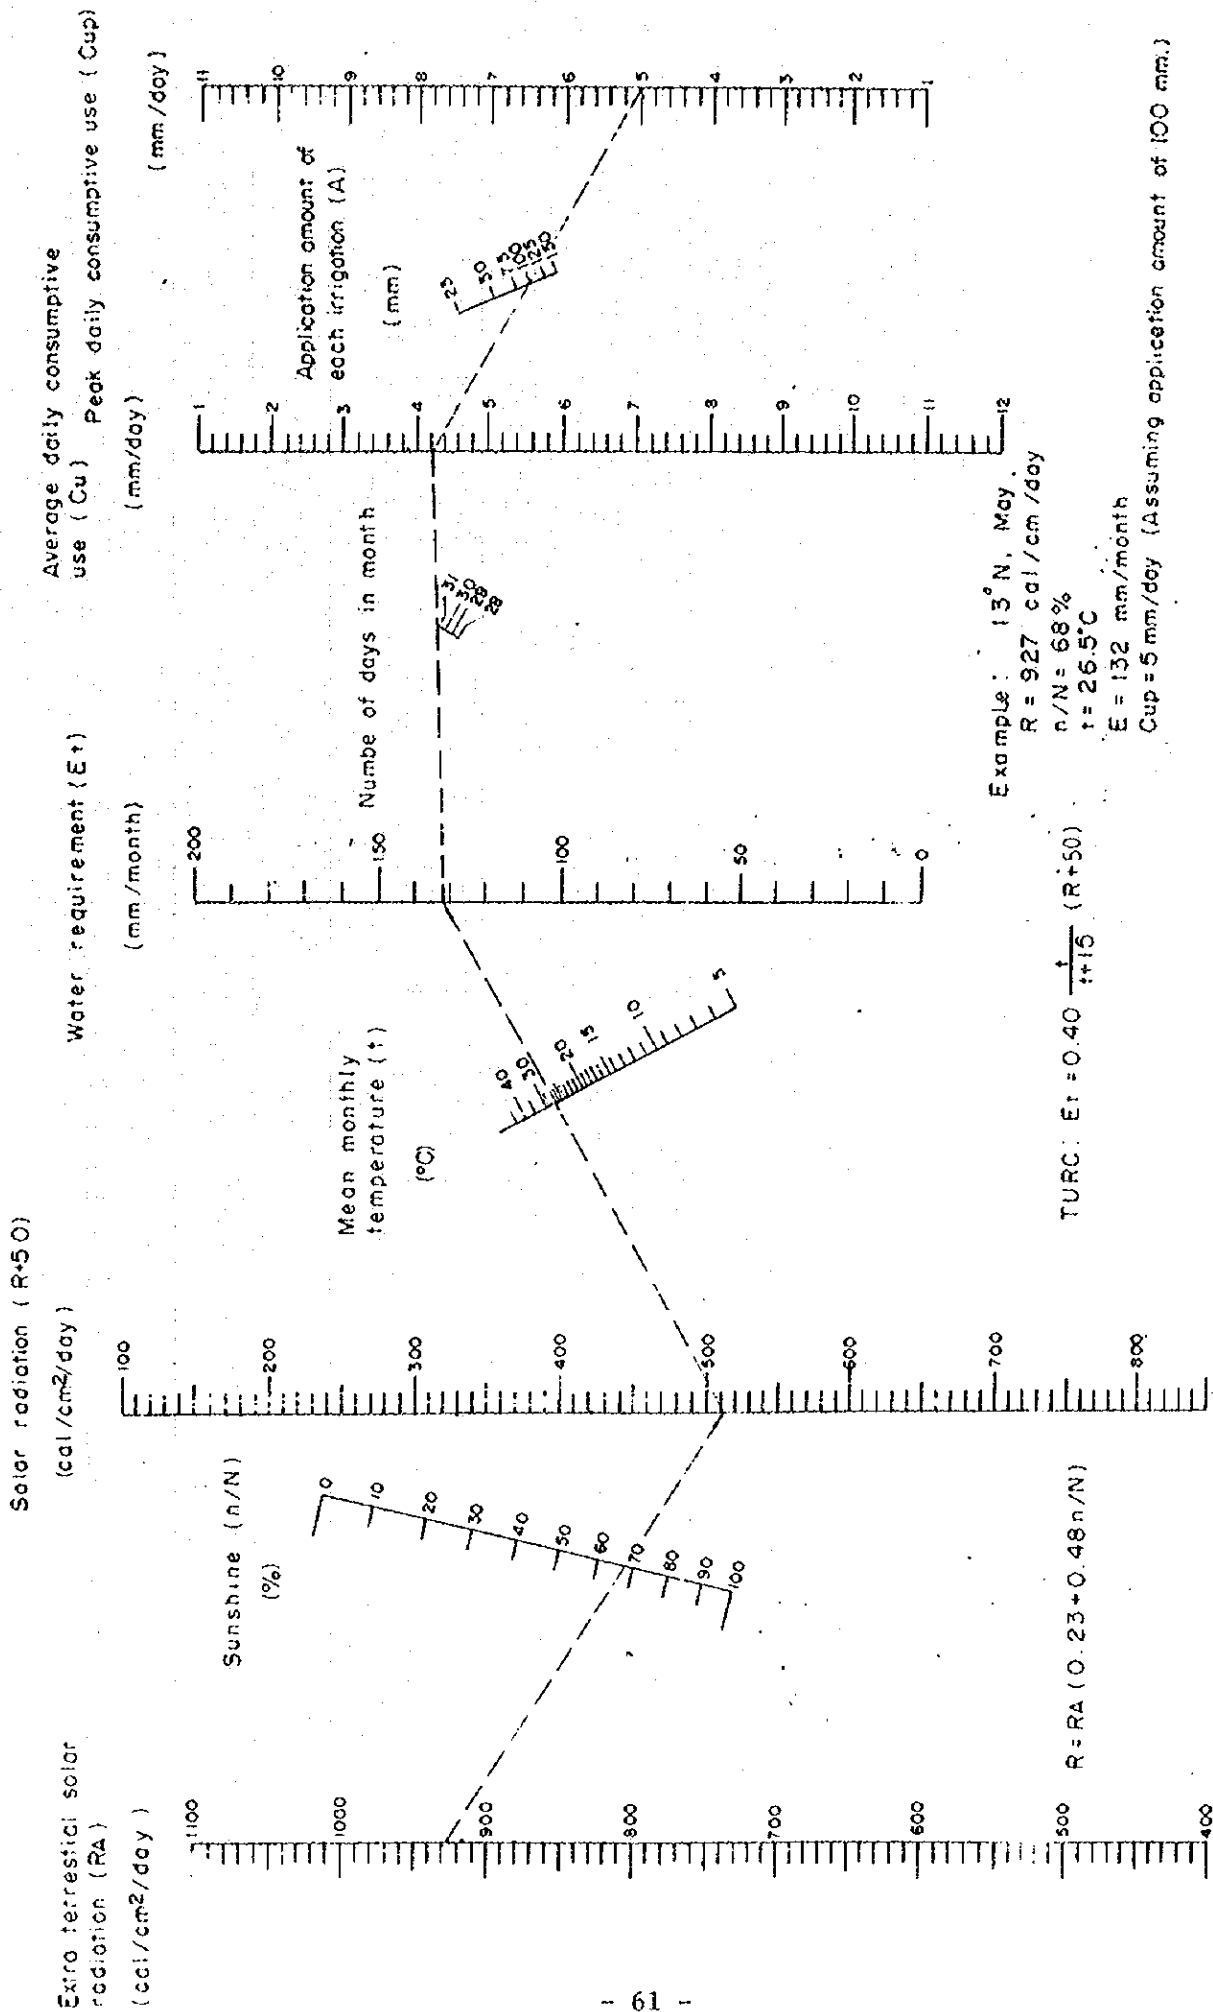 Extra terrestial solar
radiation (RA)
(cal/cm2/day)
1100
1000
900
800
700
600
500
400
Sunshine (n/N)
(%)
0
10
20
30
40
50
60
70
80
90
100
R=RA(0.23+0.48n/N)
Solar radiation (R+50)
(cal/cm2/day)
100
200
300
400
500
600
700
800
Mean monthly
temperature (t)
(°C)
40
30
20
15
10
5
TURC: Et=0.40 t/t+15 (R+50)
Water requirement (Et)
(mm/month)
200
150
100
50
0
Numbe of days in month
31
30
29
28
Average daily consumptive
use (Cu)
(mm/day)
1
2
3
4
5
6
7
8
9
10
11
12
Application amount of
each irrigation (A)
(mm)
25
50
75
100
125
150
Peak daily consumptive use (Cup)
(mm/day)
11
10
9
8
7
6
5
4
3
2
1
Example: 13°N, May
R = 927 cal/cm/day
n/N = 68%
t = 26.5°C
E = 132 mm/month
Cup=5mm/day (Assuming application amount of 100 mm.)
- 61 -